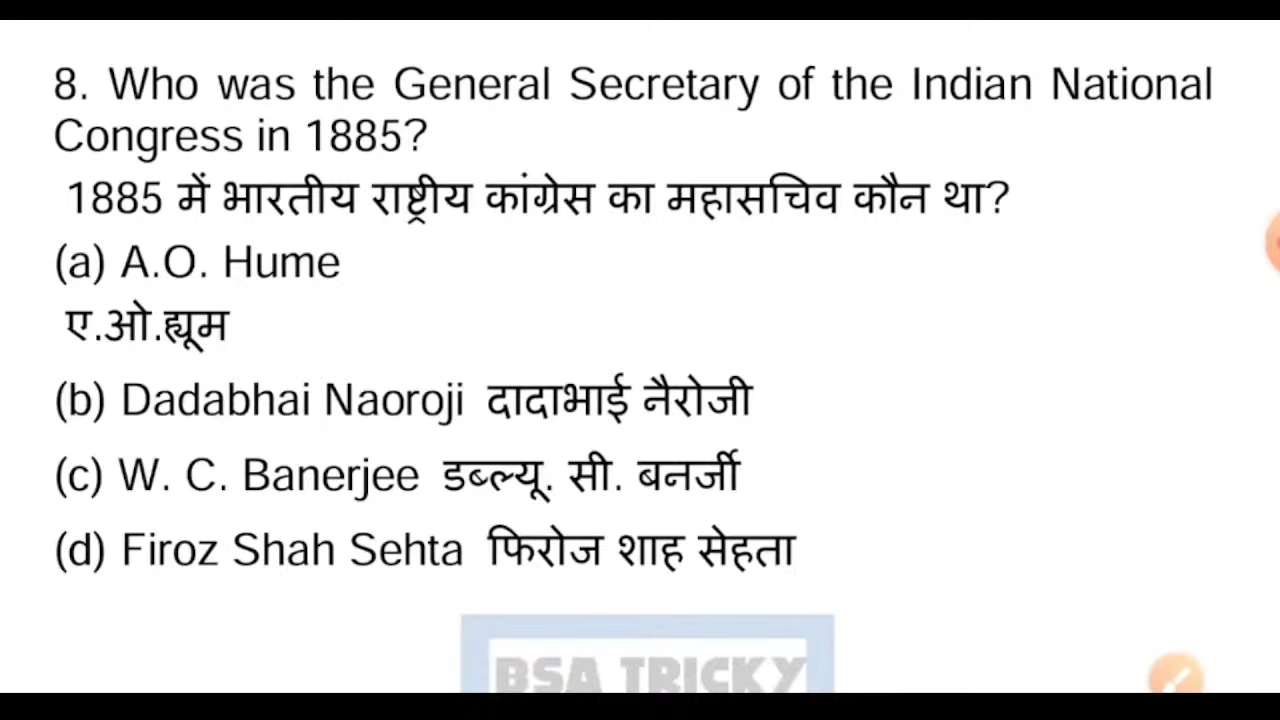 8. Who was the General Secretary of the Indian National
Congress in 1885?
1885 में भारतीय राष्ट्रीय कांग्रेस का महासचिव कौन था?
(a) A.O. Hume
ए.ओ.ह्यूम
(b) Dadabhai Naoroji दादाभाई नैरोजी
(c) W. C. Banerjee डब्ल्यू. सी. बनर्जी
(d) Firoz Shah Sehta फिरोज शाह सेहता
BSA TRICKY